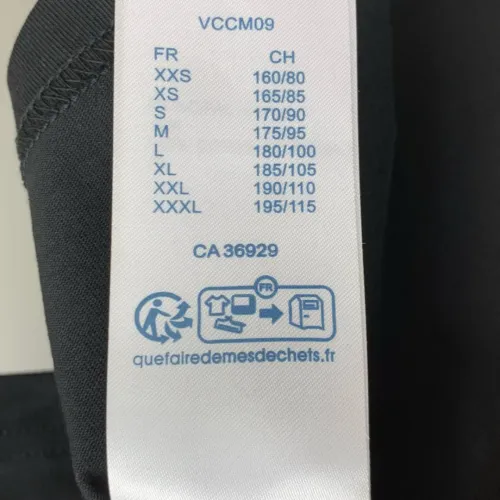 VCCM09
FR CH
XXS 160/80
XS 165/85
S 170/90
M 175/95
L 180/100
XL 185/105
XXL 190/110
XXXL 195/115
CA 36929
FR
quefairedemesdechets.fr